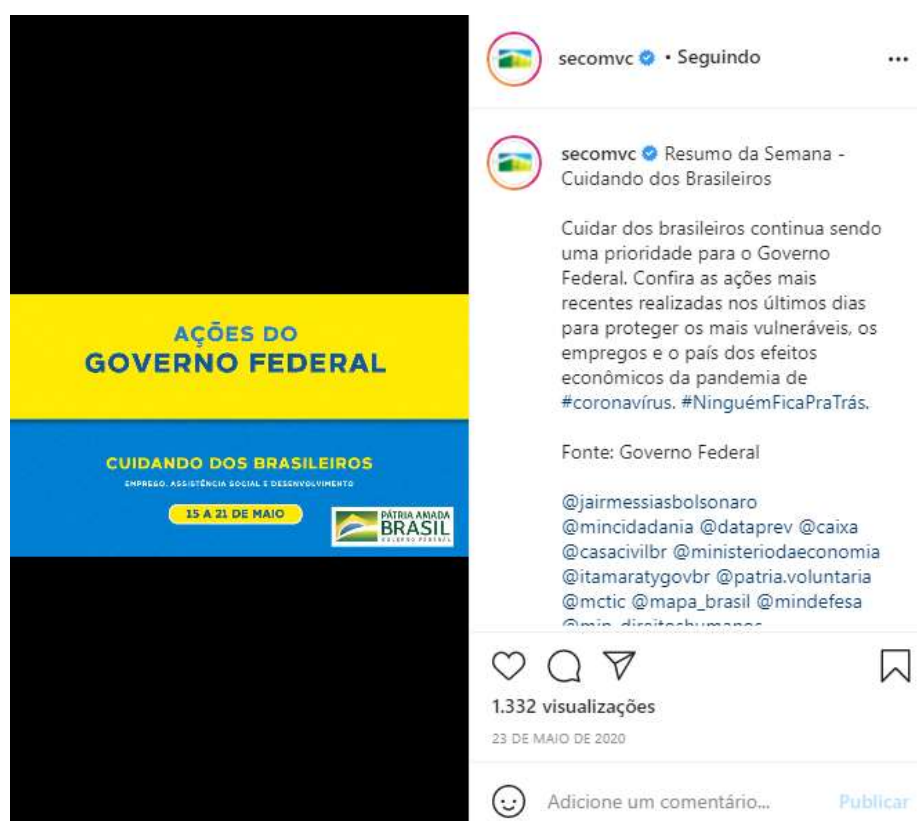 AÇÕES DO
GOVERNO FEDERAL
CUIDANDO DOS BRASILEIROS
EMPREGO, ASSISTÊNCIA SOCIAL E DESENVOLVIMENTO
15 A 21 DE MAIO
PÁTRIA AMADA
BRASIL
GOVERNO FEDERAL
secomvc • Seguindo
secomvc Resumo da Semana -
Cuidando dos Brasileiros
Cuidar dos brasileiros continua sendo
uma prioridade para o Governo
Federal. Confira as ações mais
recentes realizadas nos últimos dias
para proteger os mais vulneráveis, os
empregos e o país dos efeitos
econômicos da pandemia de
#coronavírus. #NinguémFicaPraTrás.
Fonte: Governo Federal
@jairmessiasbolsonaro
@mincidadania @dataprev @caixa
@casacivilbr @ministeriodaeconomia
@itamaratygovbr @patria.voluntaria
@mctic @mapa_brasil @mindefesa
1.332 visualizações
23 DE MAIO DE 2020
Adicione um comentário... Publicar